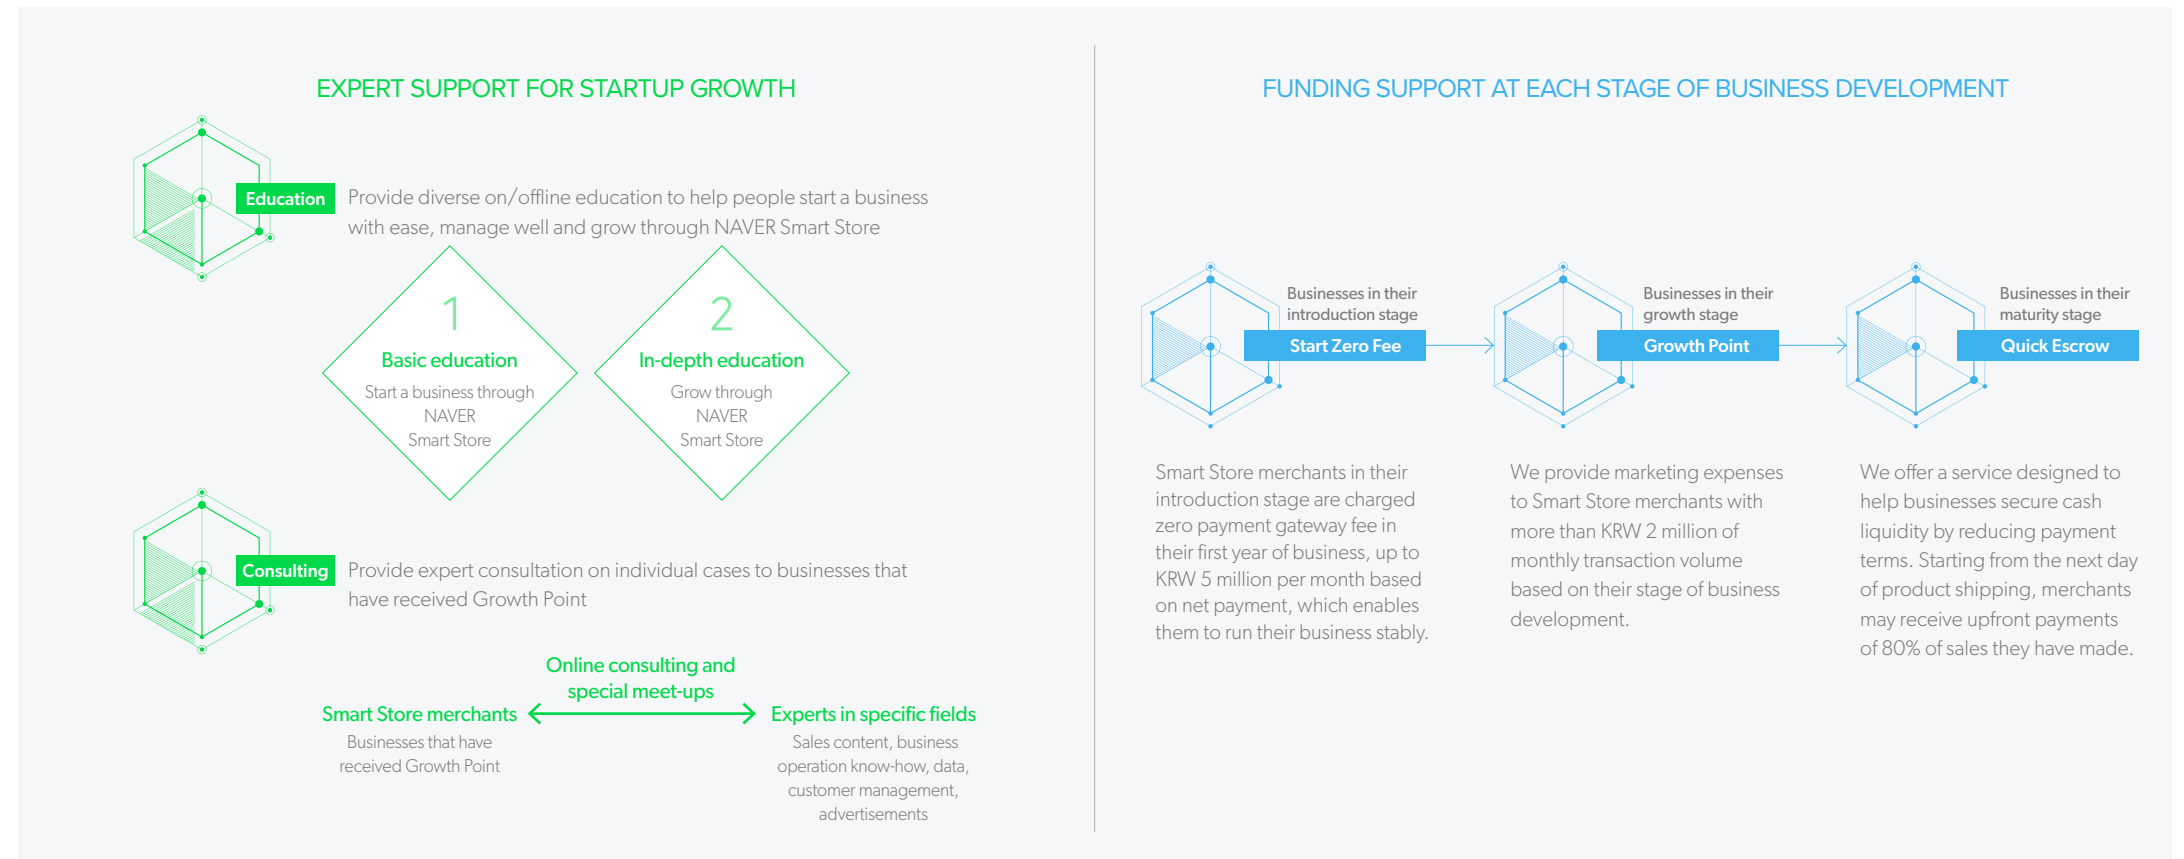 EXPERT SUPPORT FOR STARTUP GROWTH
Education
Provide diverse on/offline education to help people start a business
with ease, manage well and grow through NAVER Smart Store
1
Basic education
Start a business through
NAVER
Smart Store
2
In-depth education
Grow through
NAVER
Smart Store
Consulting
Provide expert consultation on individual cases to businesses that
have received Growth Point
Online consulting and
special meet-ups
Smart Store merchants
Businesses that have
received Growth Point
Experts in specific fields
Sales content, business
operation know-how, data,
customer management,
advertisements
FUNDING SUPPORT AT EACH STAGE OF BUSINESS DEVELOPMENT
Businesses in their
introduction stage
Start Zero Fee
Smart Store merchants in their
introduction stage are charged
zero payment gateway fee in
their first year of business, up to
KRW 5 million per month based
on net payment, which enables
them to run their business stably.
Businesses in their
growth stage
Growth Point
We provide marketing expenses
to Smart Store merchants with
more than KRW 2 million of
monthly transaction volume
based on their stage of business
development.
Businesses in their
maturity stage
Quick Escrow
We offer a service designed to
help businesses secure cash
liquidity by reducing payment
terms. Starting from the next day
of product shipping, merchants
may receive upfront payments
of 80% of sales they have made.